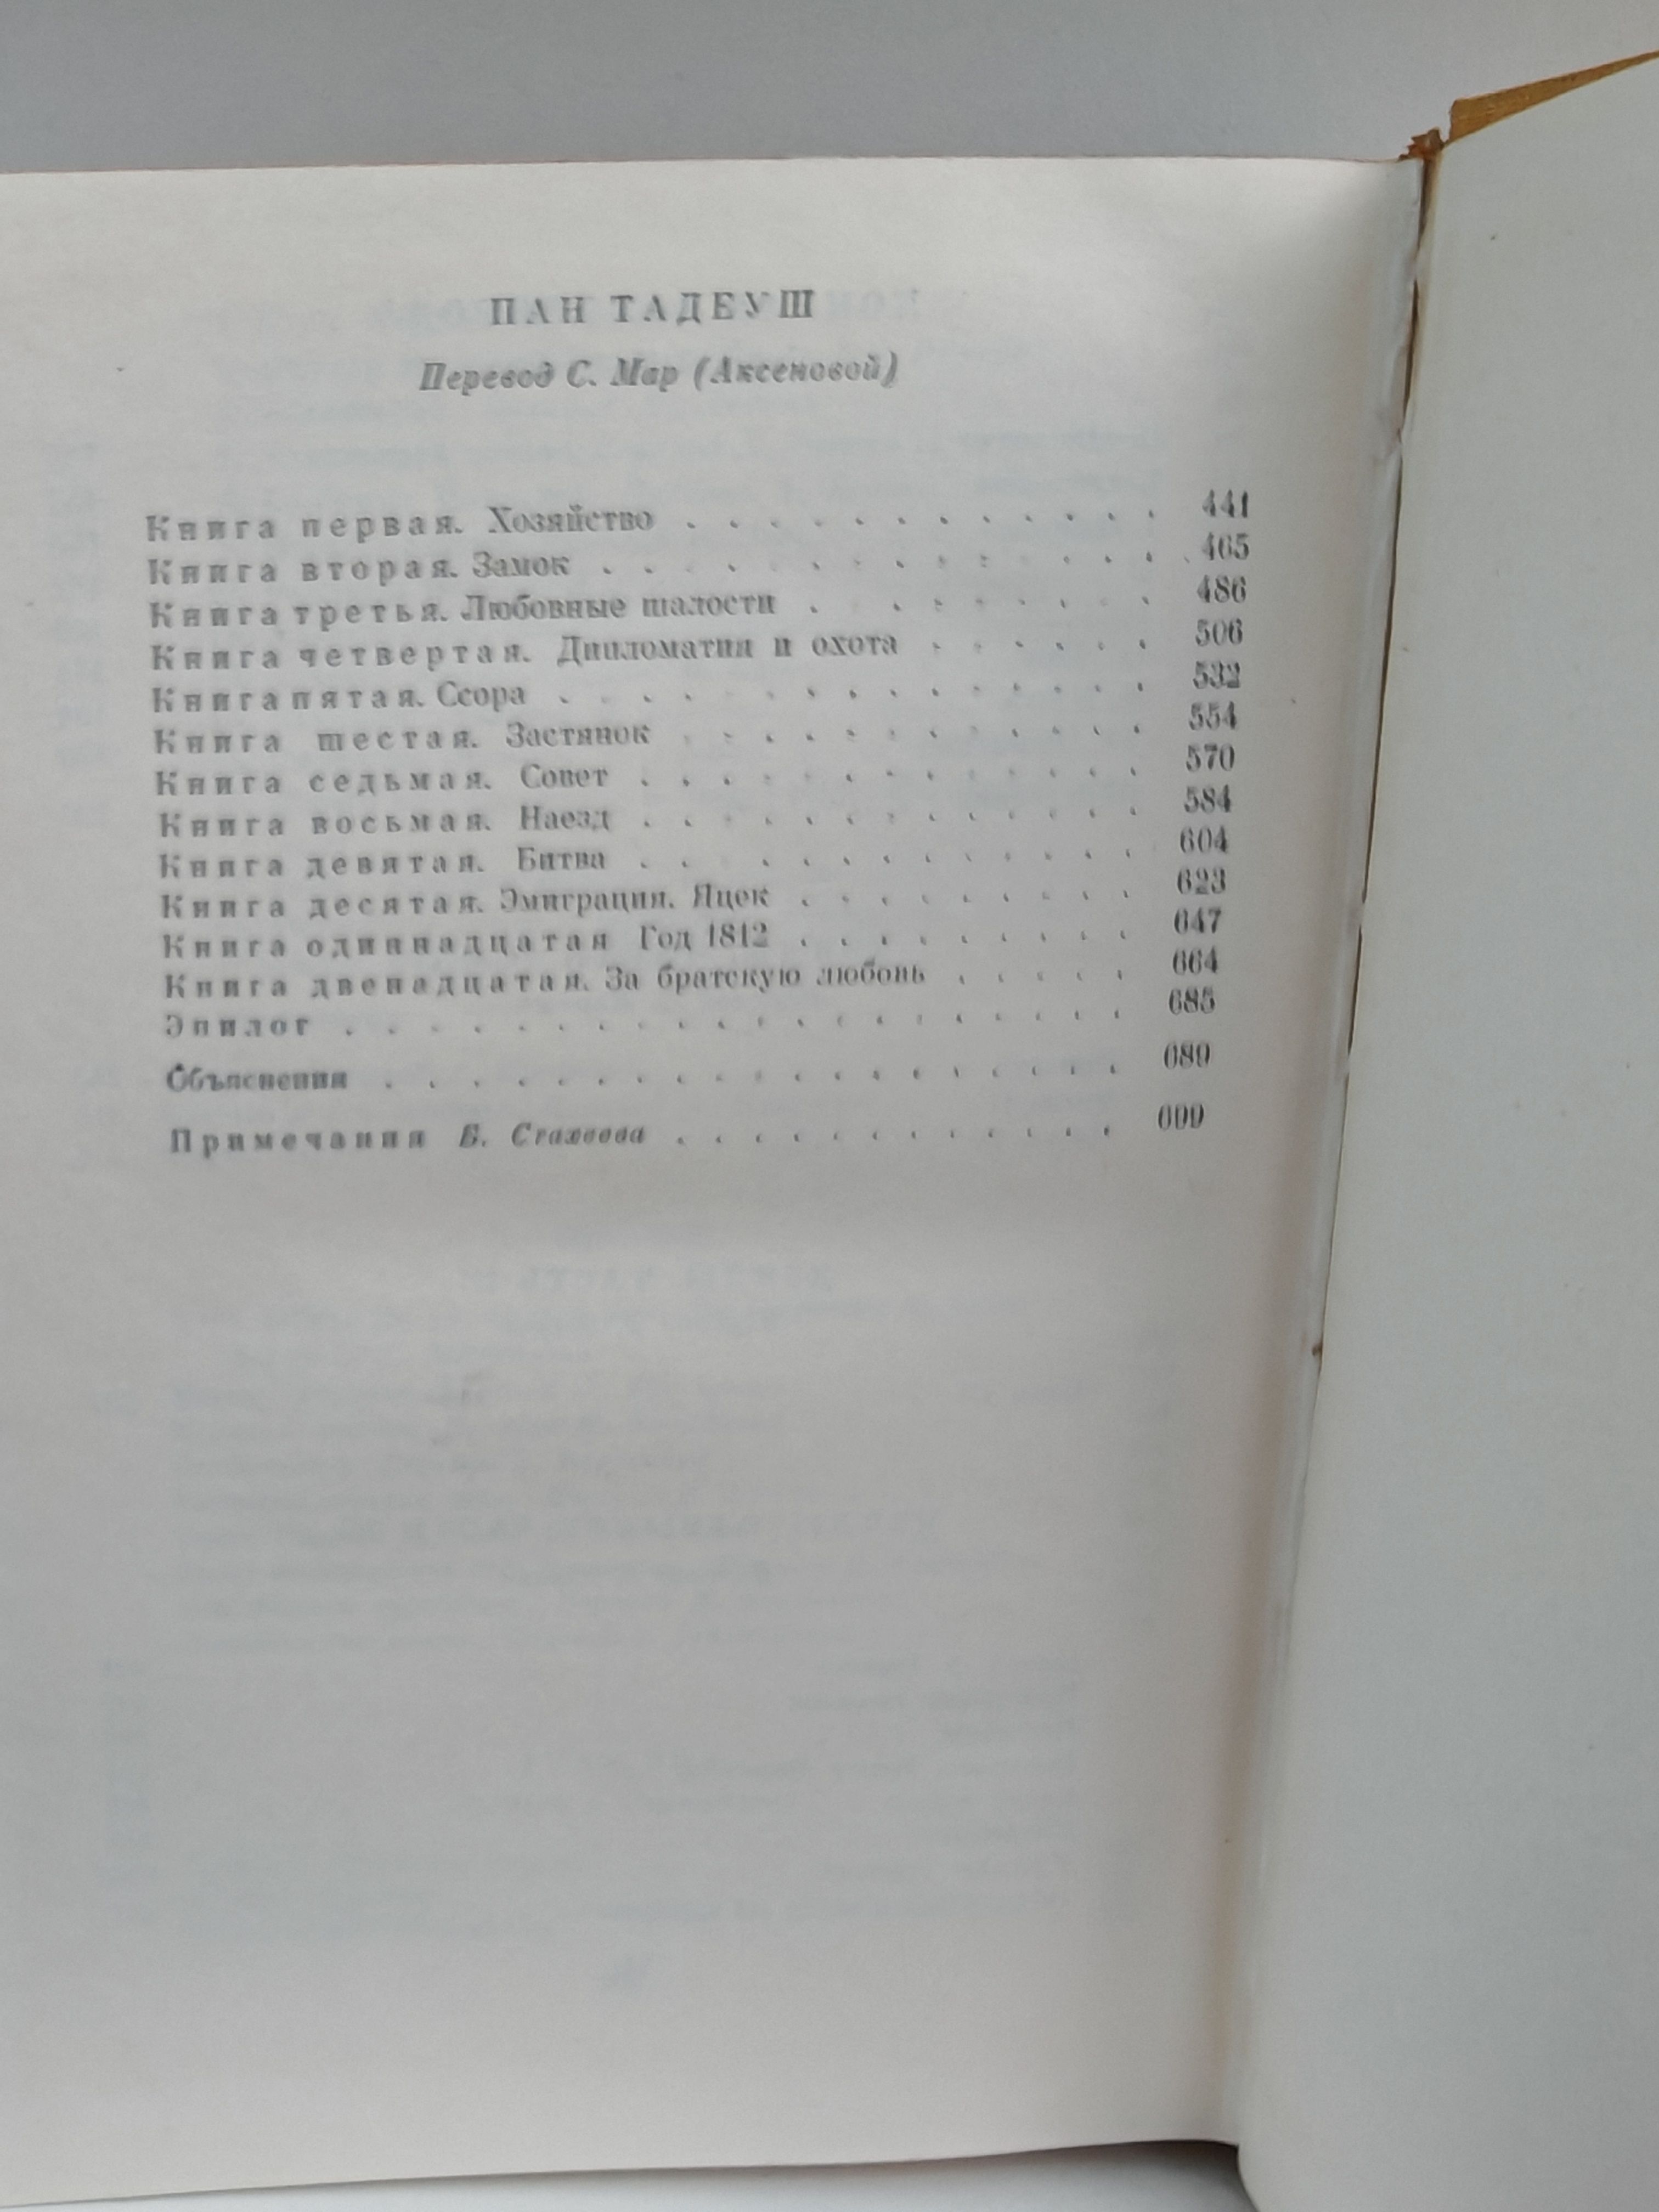 ПАН ТАДЕУШ
Перевод С. Мар (Аксеновой)
Книга первая. Хозяйство . . . . . . . . . . . . 441
Книга вторая. Замок . . . . . . . . . . . . . . 465
Книга третья. Любовные шалости . . . . . . . . 486
Книга четвертая. Дипломатия и охота . . . . . . 506
Книга пятая. Ссора . . . . . . . . . . . . . . . 532
Книга шестая. Застянок . . . . . . . . . . . . 554
Книга седьмая. Совет . . . . . . . . . . . . . 570
Книга восьмая. Наезд . . . . . . . . . . . . . 584
Книга девятая. Битва . . . . . . . . . . . . . 604
Книга десятая. Эмиграция. Яцек . . . . . . . . . 623
Книга одиннадцатая Год 1812 . . . . . . . . . 647
Книга двенадцатая. За братскую любовь . . . . . 664
Эпилог . . . . . . . . . . . . . . . . . . . 685
Объяснения . . . . . . . . . . . . . . . . . . 689
Примечания Б. Стахеева . . . . . . . . . . . . 699